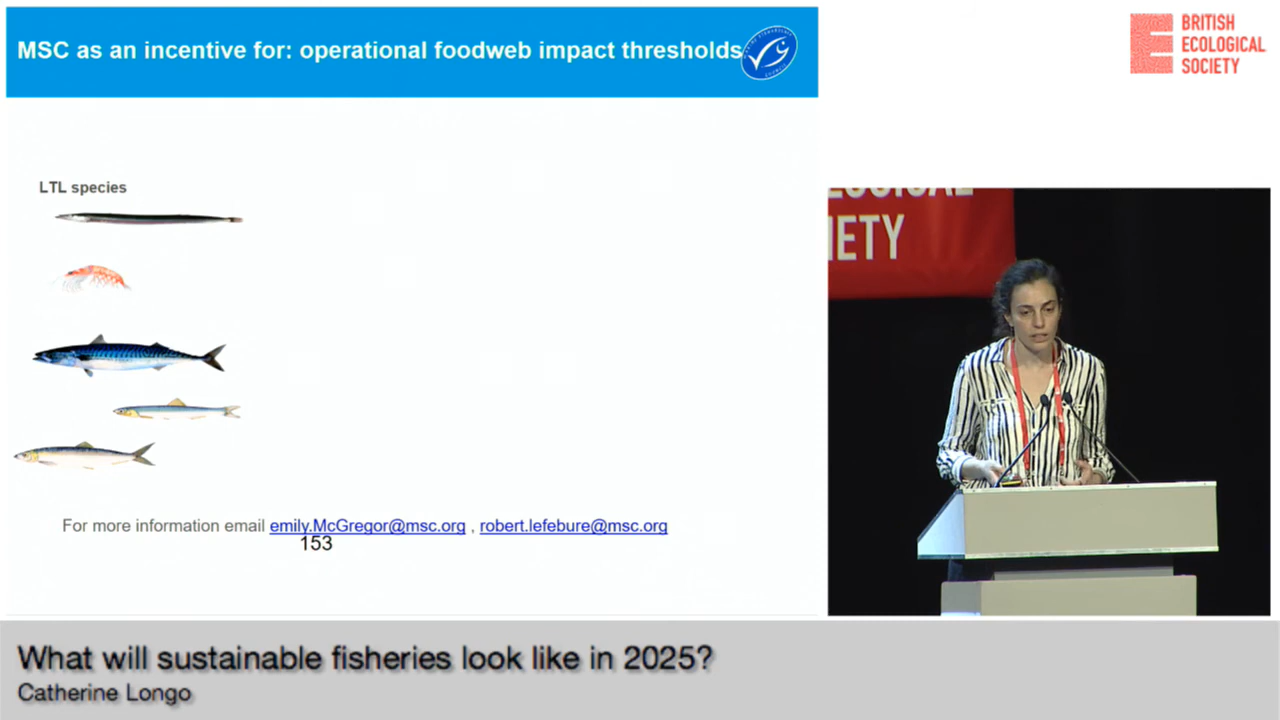 MSC as an incentive for: operational foodweb impact thresholds
BRITISH
ECOLOGICAL
SOCIETY
LTL species
IETY
For more information email emily.McGregor@msc.org , robert.lefebure@msc.org
153
What will sustainable fisheries look like in 2025?
Catherine Longo